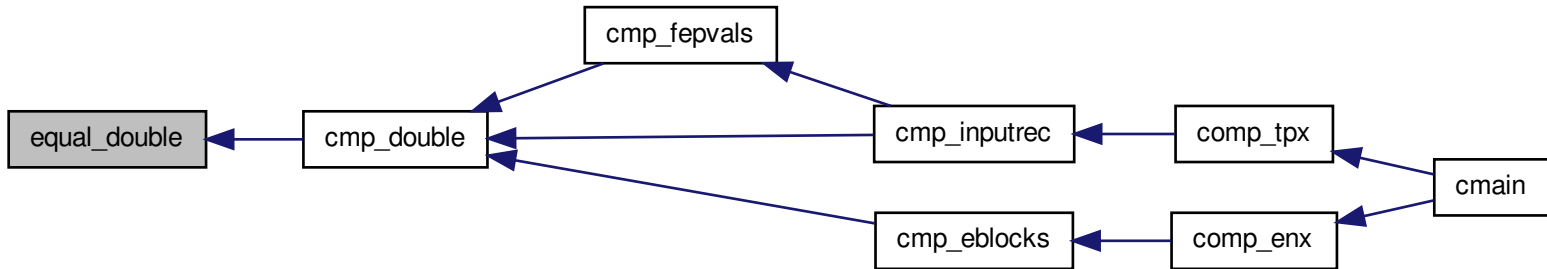 equal_double
cmp_double
cmp_fepvals
cmp_inputrec
cmp_eblocks
comp_tpx
comp_enx
cmain